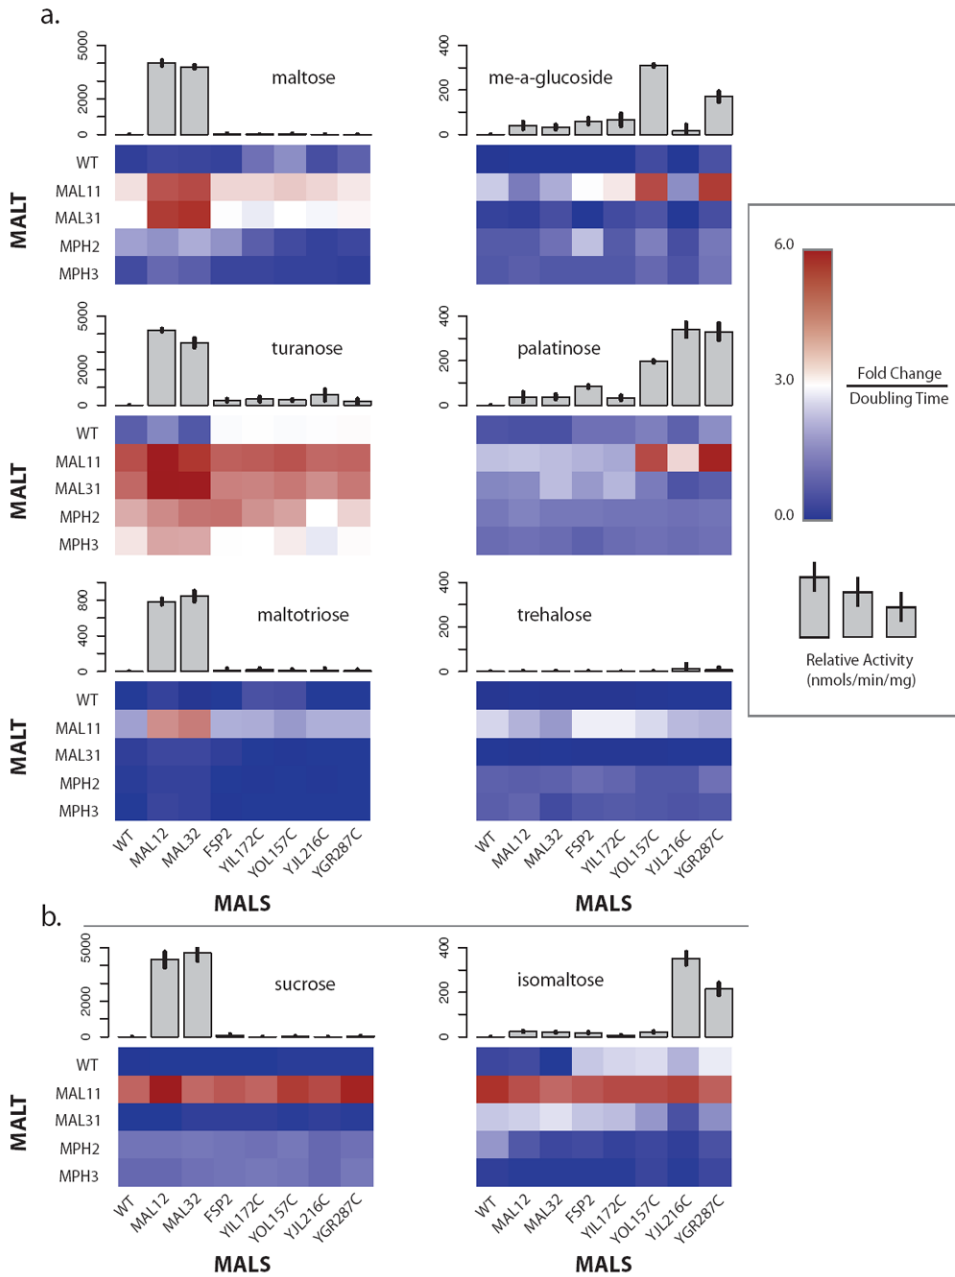 a.
5000
2000
0
maltose
400
200
0
me-a-glucoside
WT
MAL11
MAL31
MPH2
MPH3
MALT
6.0
3.0
0.0
Fold Change
Doubling Time
Relative Activity
(nmols/min/mg)
5000
2000
0
turanose
400
200
0
palatinose
WT
MAL11
MAL31
MPH2
MPH3
MALT
800
400
0
maltotriose
400
200
0
trehalose
WT
MAL11
MAL31
MPH2
MPH3
MALT
WT MAL12 MAL32 FSP2 YIL172C YOL157C YJL216C YGR287C
WT MAL12 MAL32 FSP2 YIL172C YOL157C YJL216C YGR287C
MALS
MALS
b.
5000
2000
0
sucrose
400
200
0
isomaltose
WT
MAL11
MAL31
MPH2
MPH3
MALT
WT MAL12 MAL32 FSP2 YIL172C YOL157C YJL216C YGR287C
WT MAL12 MAL32 FSP2 YIL172C YOL157C YJL216C YGR287C
MALS
MALS